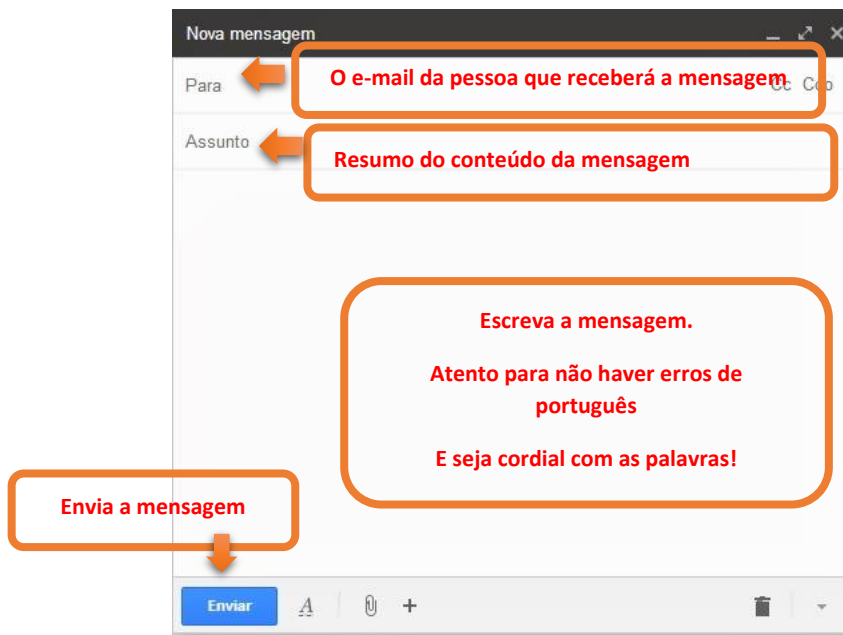 Nova mensagem
Para
O e-mail da pessoa que receberá a mensagem
Cc
Assunto
Resumo do conteúdo da mensagem
Escreva a mensagem.
Atento para não haver erros de
português
E seja cordial com as palavras!
Envia a mensagem
Enviar
A